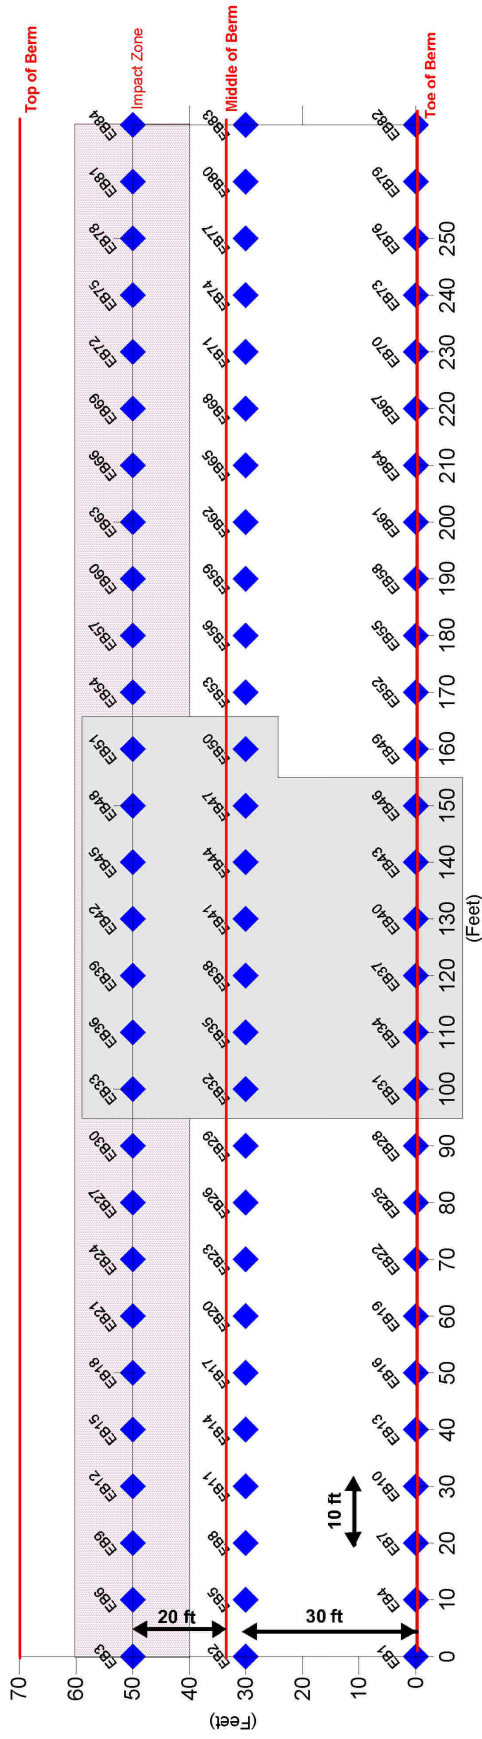 Top of Berm
Impact Zone
Middle of Berm
Toe of Berm
EB3
EB6
EB9
EB12
EB15
EB18
EB21
EB24
EB27
EB30
EB33
EB36
EB39
EB42
EB45
EB48
EB51
EB54
EB57
EB60
EB63
EB66
EB69
EB72
EB75
EB78
EB81
EB84
EB2
EB5
EB8
EB11
EB14
EB17
EB20
EB23
EB26
EB29
EB32
EB35
EB38
EB41
EB44
EB47
EB50
EB53
EB56
EB59
EB62
EB65
EB68
EB71
EB74
EB77
EB80
EB83
EB1
EB4
EB7
EB10
EB13
EB16
EB19
EB22
EB25
EB28
EB31
EB34
EB37
EB40
EB43
EB46
EB49
EB52
EB55
EB58
EB61
EB64
EB67
EB70
EB73
EB76
EB79
EB82
20 ft
30 ft
10 ft
70
60
50
40
30
20
10
0
(Feet)
0
10
20
30
40
50
60
70
80
90
100
110
120
130
140
150
160
170
180
190
200
210
220
230
240
250
(Feet)